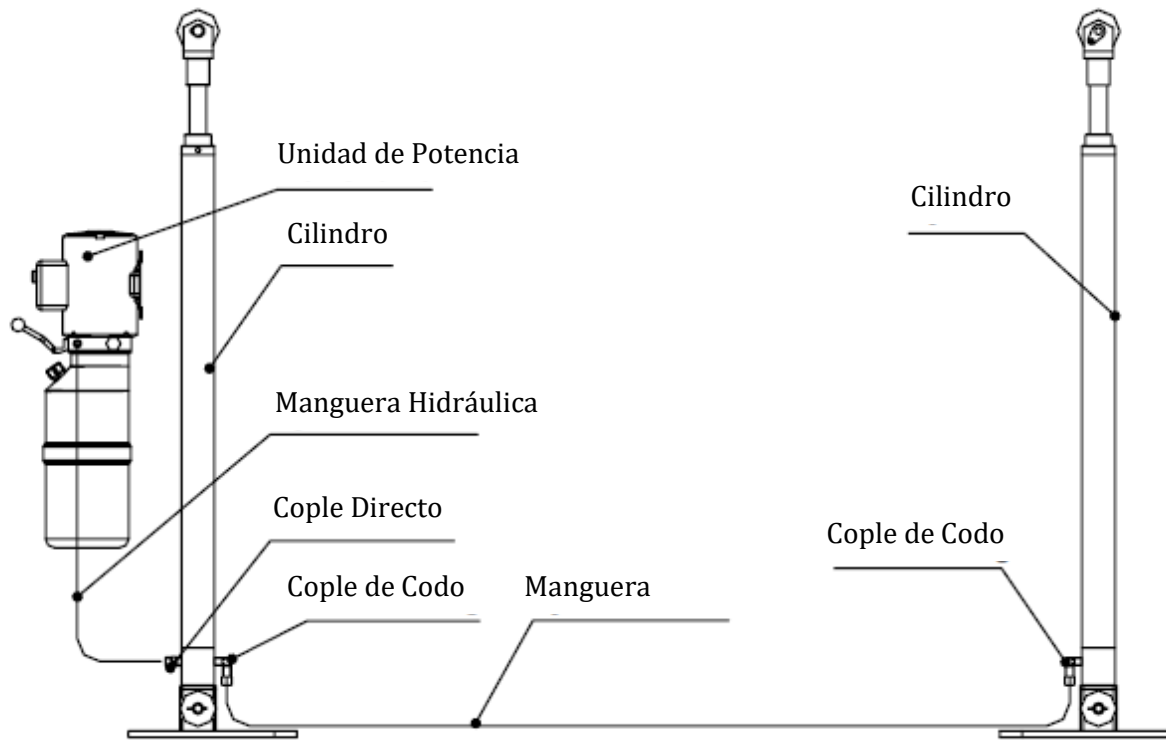 Unidad de Potencia
Cilindro
Cilindro
Manguera Hidráulica
Cople Directo
Cople de Codo
Cople de Codo
Manguera